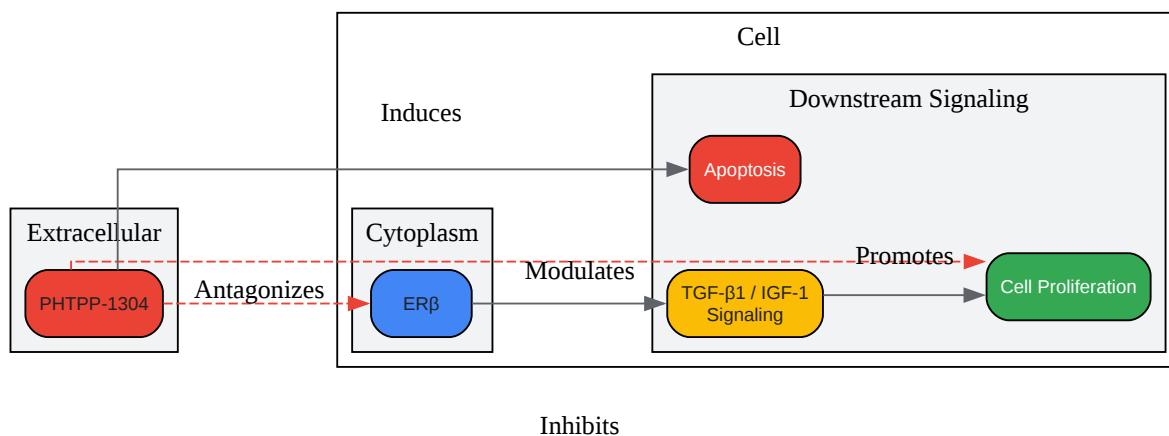 Cell
Downstream Signaling
Induces
Apoptosis
Extracellular
Cytoplasm
PHTPP-1304
Antagonizes
ERβ
Modulates
TGF-β1 / IGF-1
Signaling
Promotes
Cell Proliferation
Inhibits